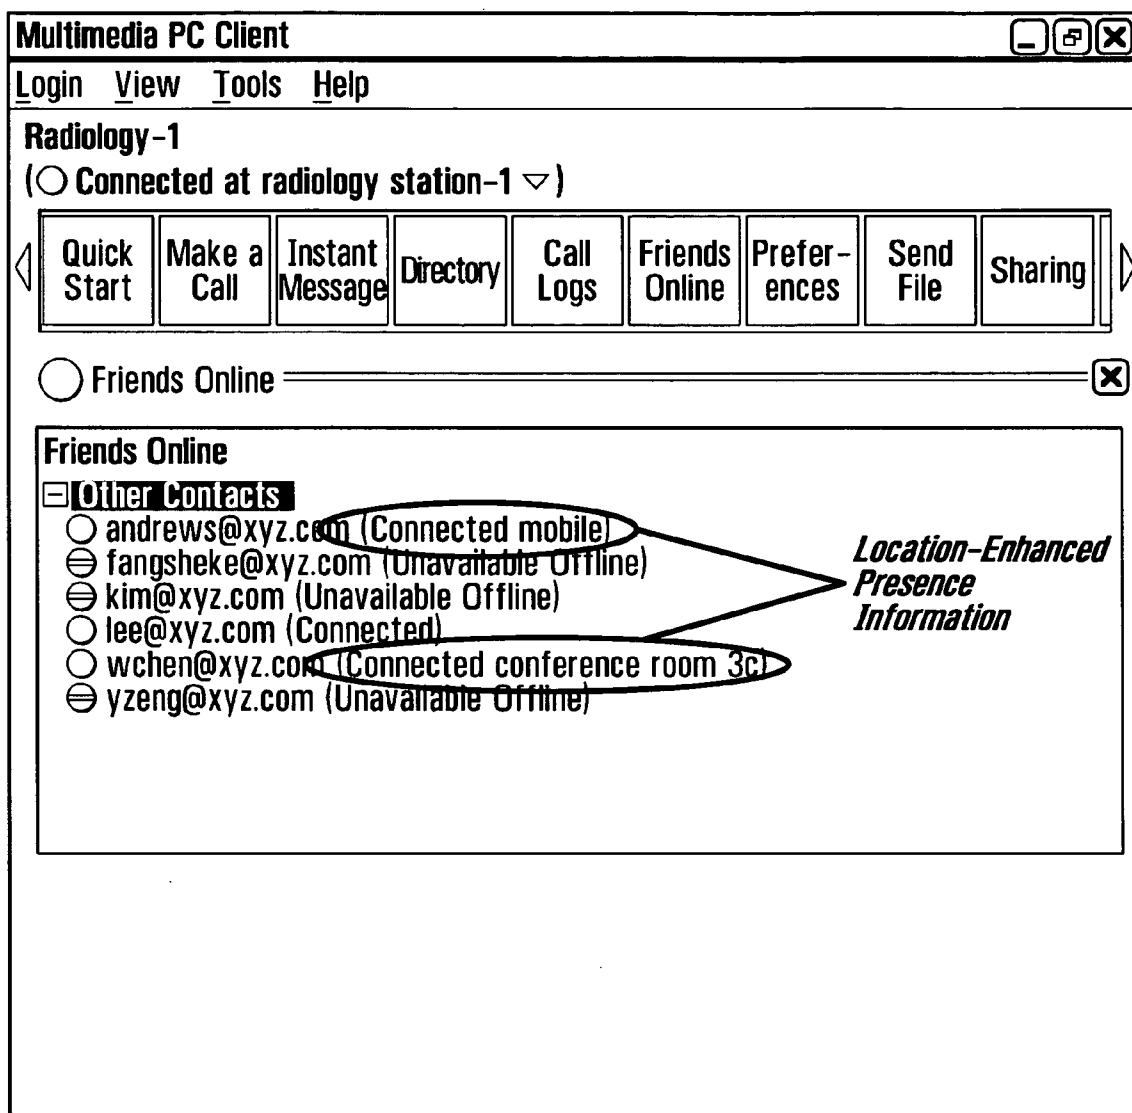 Multimedia PC Client
Login View Tools Help
Radiology-1
(Connected at radiology station-1)
Quick Start
Make a Call
Instant Message
Directory
Call Logs
Friends Online
Prefer-ences
Send File
Sharing
Friends Online
Friends Online
Other Contacts
andrews@xyz.com (Connected mobile)
fangsheke@xyz.com (Unavailable Offline)
kim@xyz.com (Unavailable Offline)
lee@xyz.com (Connected)
wchen@xyz.com (Connected conference room 3c)
yzeng@xyz.com (Unavailable Offline)
Location-Enhanced
Presence
Information